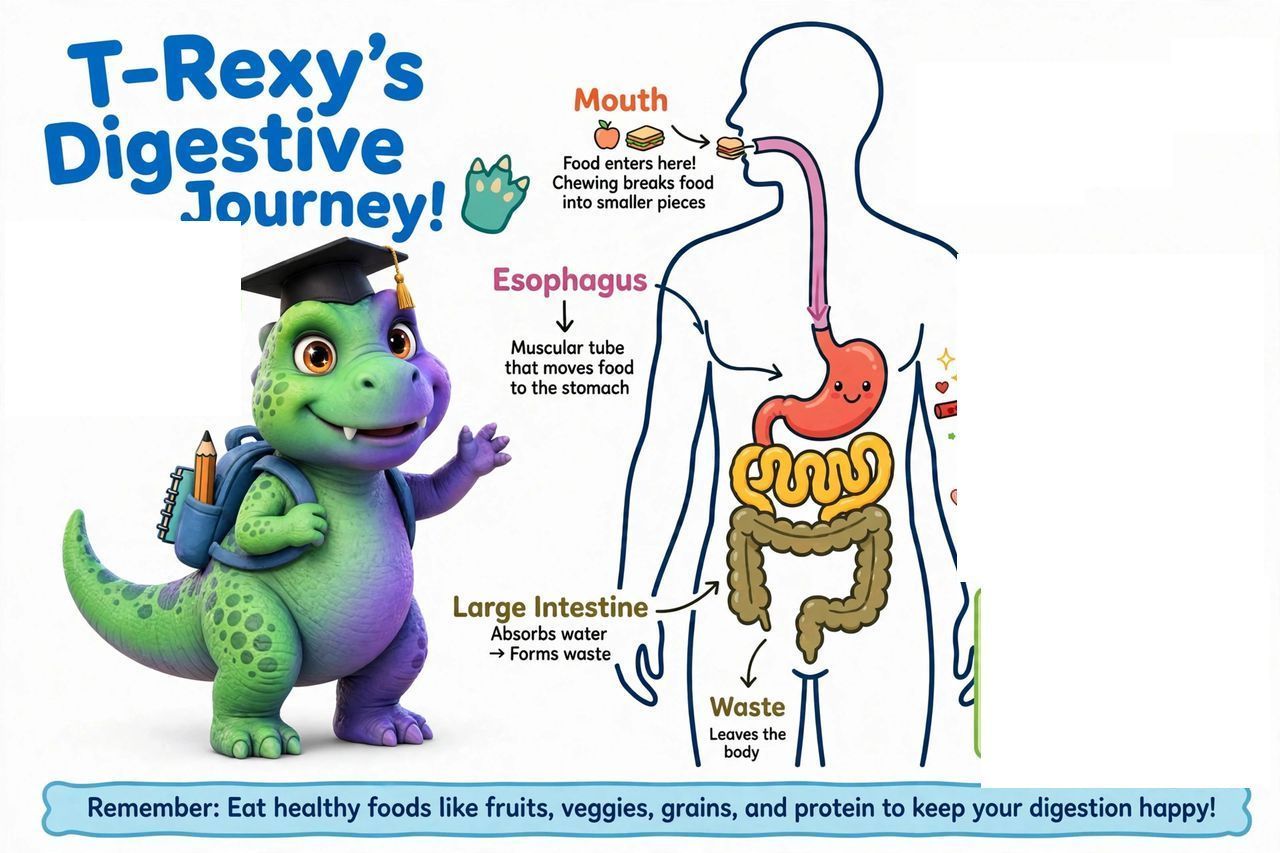 T-Rexy's
Digestive
Journey!
Mouth
Food enters here!
Chewing breaks food
into smaller pieces
Esophagus
Muscular tube
that moves food
to the stomach
Large Intestine
Absorbs water
→ Forms waste
Waste
Leaves the
body
Remember: Eat healthy foods like fruits, veggies, grains, and protein to keep your digestion happy!